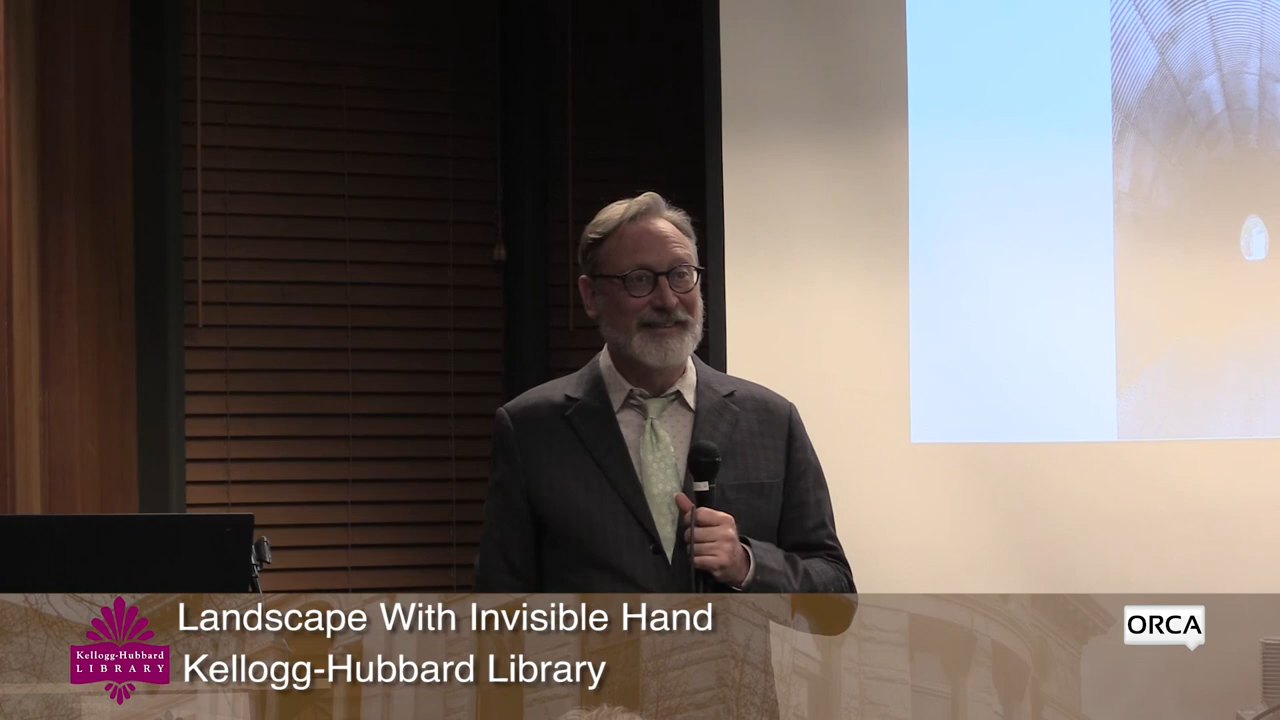 Landscape With Invisible Hand
Kellogg-Hubbard
LIBRARY
Kellogg-Hubbard Library
ORCA